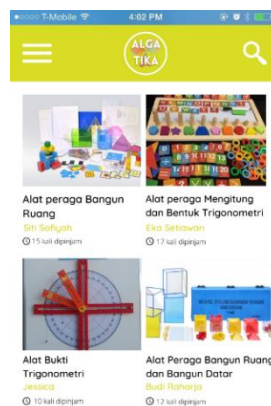 T-Mobile 4:02 PM
ALGA
TIKA
Alat peraga Bangun
Ruang
Siti Sofiyah
15 kali dipinjam
Alat peraga Mengitung
dan Bentuk Trigonometri
Eka Setiawan
17 kali dipinjam
Alat Bukti
Trigonometri
Jessica
10 kali dipinjam
Alat Peraga Bangun Ruang
dan Bangun Datar
Budi Raharja
12 kali dipinjam